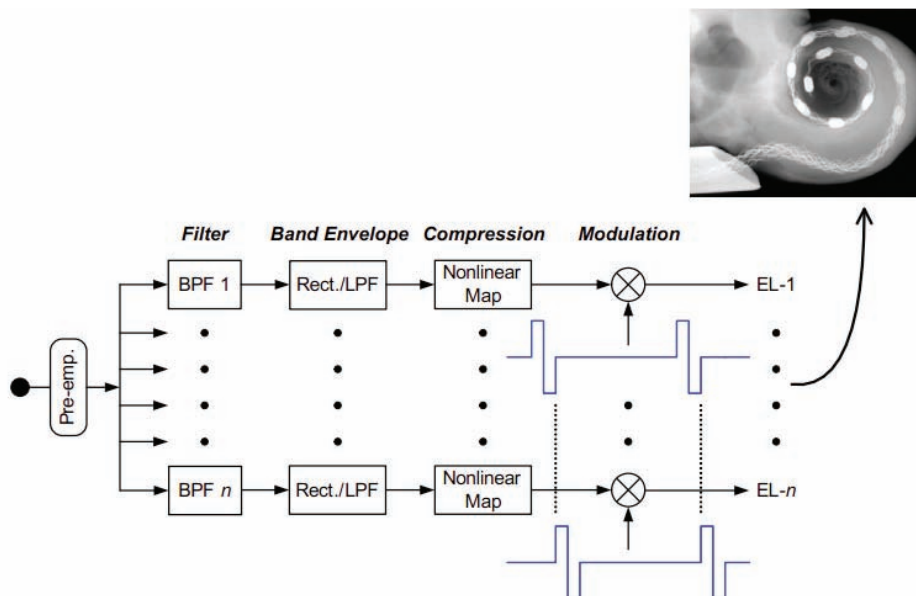 Filter Band Envelope Compression Modulation
Pre-emp.
BPF 1 Rect./LPF Nonlinear Map EL-1
BPF n Rect./LPF Nonlinear Map EL-n